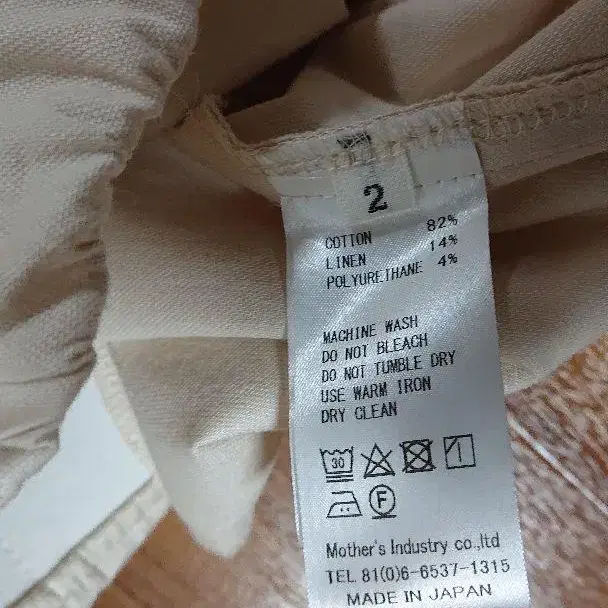 2
COTTON 82%
LINEN 14%
POLYURETHANE 4%
MACHINE WASH
DO NOT BLEACH
DO NOT TUMBLE DRY
USE WARM IRON
DRY CLEAN
30
F
Mother's Industry co.,ltd
TEL 81(0)6-6537-1315
MADE IN JAPAN